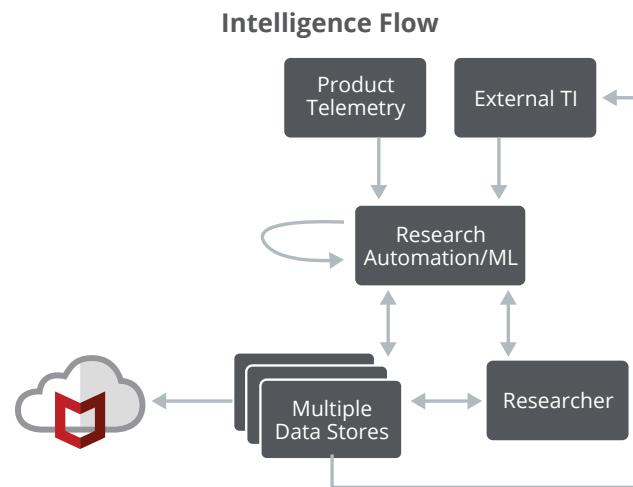 Intelligence Flow
Product
Telemetry
External TI
Research
Automation/ML
Multiple
Data Stores
Researcher